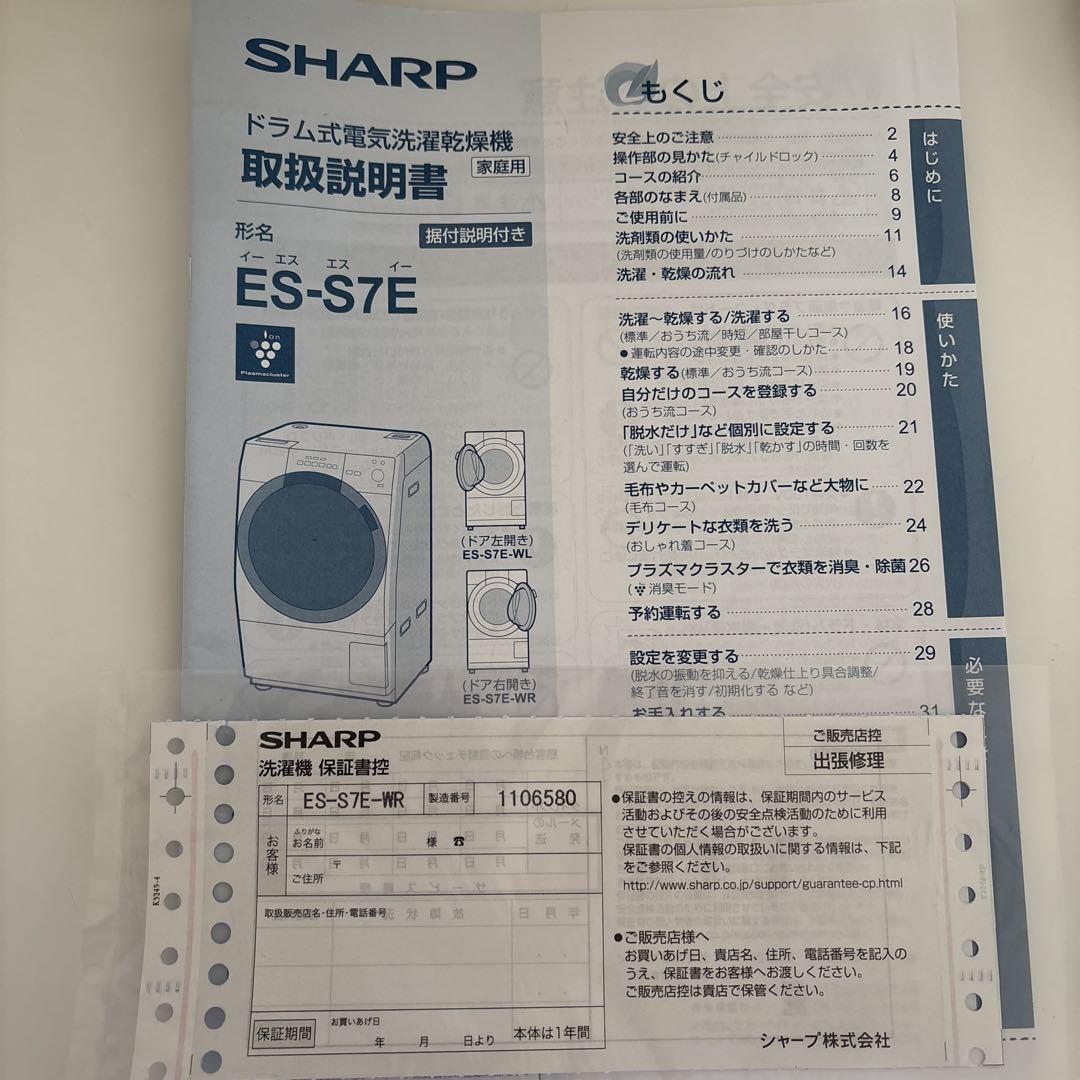 SHARP
ドラム式電気洗濯乾燥機
取扱説明書
家庭用
形名
据付説明付き
イー エス エス イー
ES-S7E
ion
Plasmacluster
(ドア左開き)
ES-S7E-WL
(ドア右開き)
ES-S7E-WR
もくじ
安全上のご注意 2
操作部の見かた(チャイルドロック) 4
コースの紹介 6
各部のなまえ(付属品) 8
ご使用前に 9
洗剤類の使いかた 11
(洗剤類の使用量/のりづけのしかたなど)
洗濯・乾燥の流れ 14
はじめに
洗濯~乾燥する/洗濯する 16
(標準/おうち流/時短/部屋干しコース)
●運転内容の途中変更・確認のしかた 18
乾燥する(標準/おうち流コース) 19
自分だけのコースを登録する 20
(おうち流コース)
「脱水だけ」など個別に設定する 21
(「洗い」「すすぎ」「脱水」「乾かす」の時間・回数を
選んで運転)
毛布やカーペットカバーなど大物に 22
(毛布コース)
デリケートな衣類を洗う 24
(おしゃれ着コース)
プラズマクラスターで衣類を消臭・除菌 26
(消臭モード)
予約運転する 28
使いかた
設定を変更する 29
(脱水の振動を抑える/乾燥仕上り具合調整/
終了音を消す/初期化する など)
お手入れする 31
必要な
SHARP
洗濯機 保証書控
ご販売店控
出張修理
形名 ES-S7E-WR 製造番号 1106580
お客様
ふりがな
お名前 様 ☎
〒
ご住所
取扱販売店名・住所・電話番号
保証期間
お買いあげ日
年 月 日より 本体は1年間
●保証書の控えの情報は、保証期間内のサービス
活動およびその後の安全点検活動のために利用
させていただく場合がございます。
保証書の個人情報の取扱いに関する情報は、下記
をご参照ください。
http://www.sharp.co.jp/support/guarantee-cp.html
●ご販売店様へ
お買いあげ日、貴店名、住所、電話番号を記入の
うえ、保証書をお客様へお渡しください。
ご販売店控は貴店で保管ください。
シャープ株式会社
K3245-4